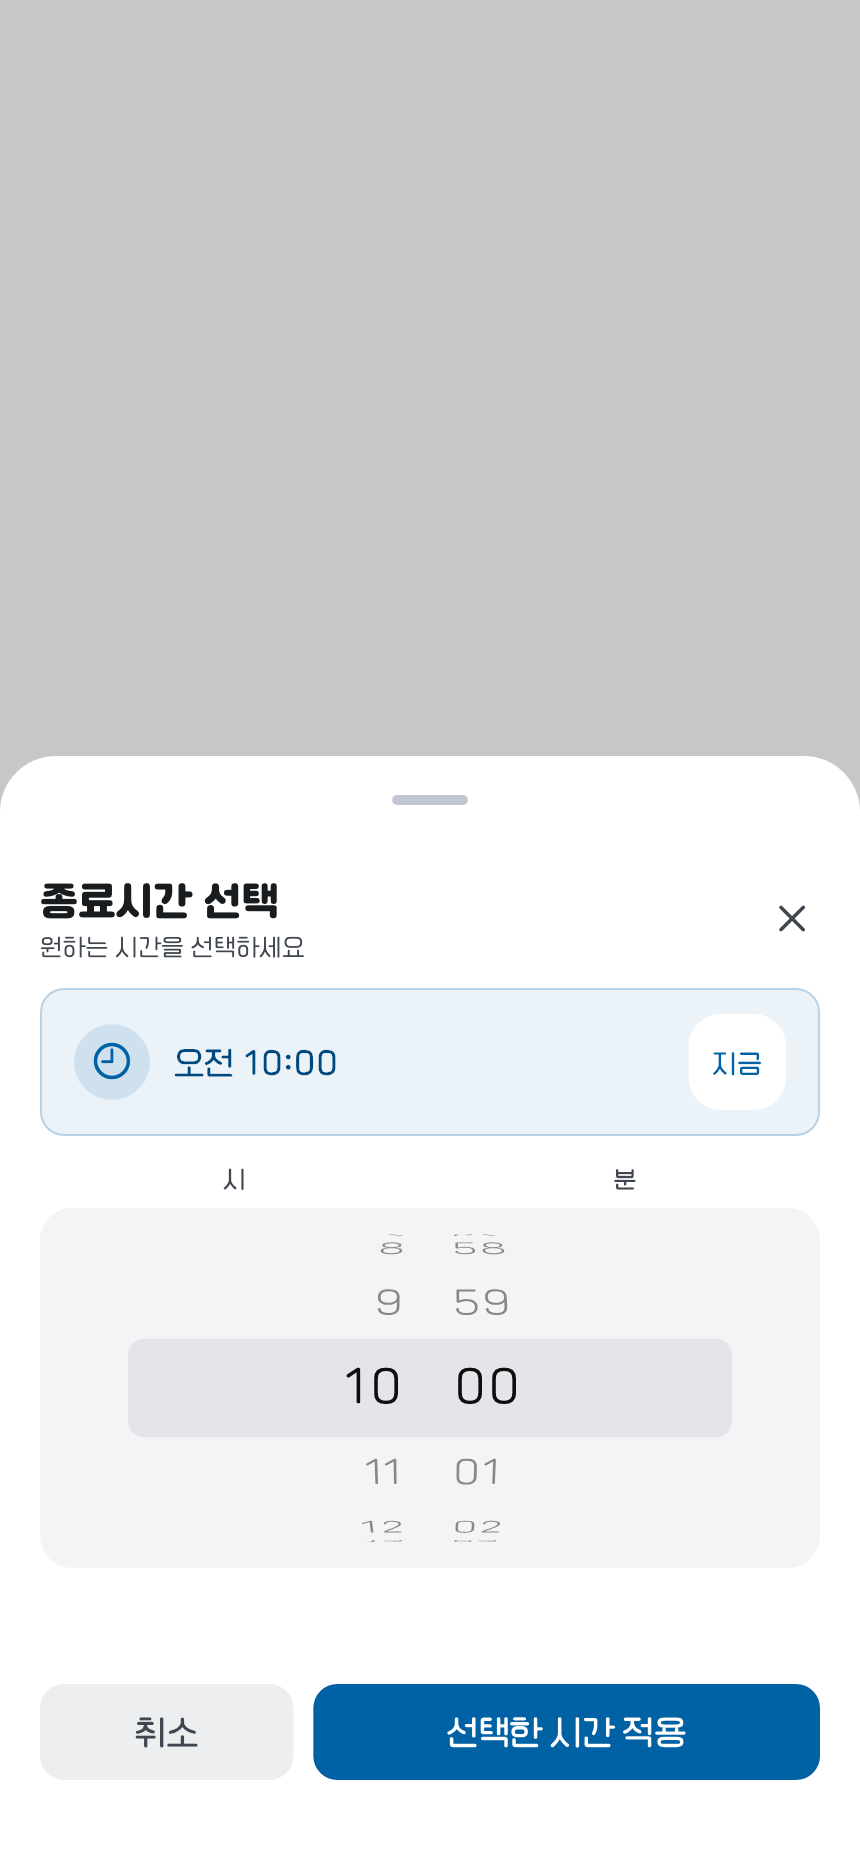 종료시간 선택
원하는 시간을 선택하세요
오전 10:00
지금
시 분
8 58
9 59
10 00
11 01
12 02
취소
선택한 시간 적용